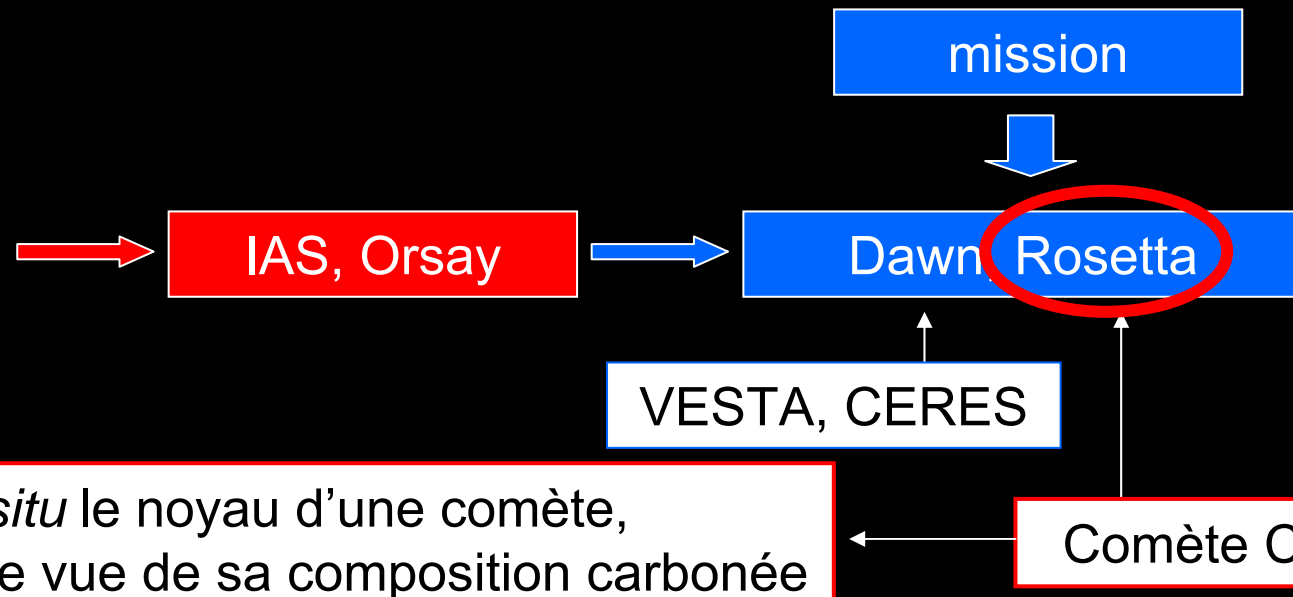 mission
IAS, Orsay
Dawn, Rosetta
VESTA, CERES
situ le noyau d’une comète,
e vue de sa composition carbonée
Comète C